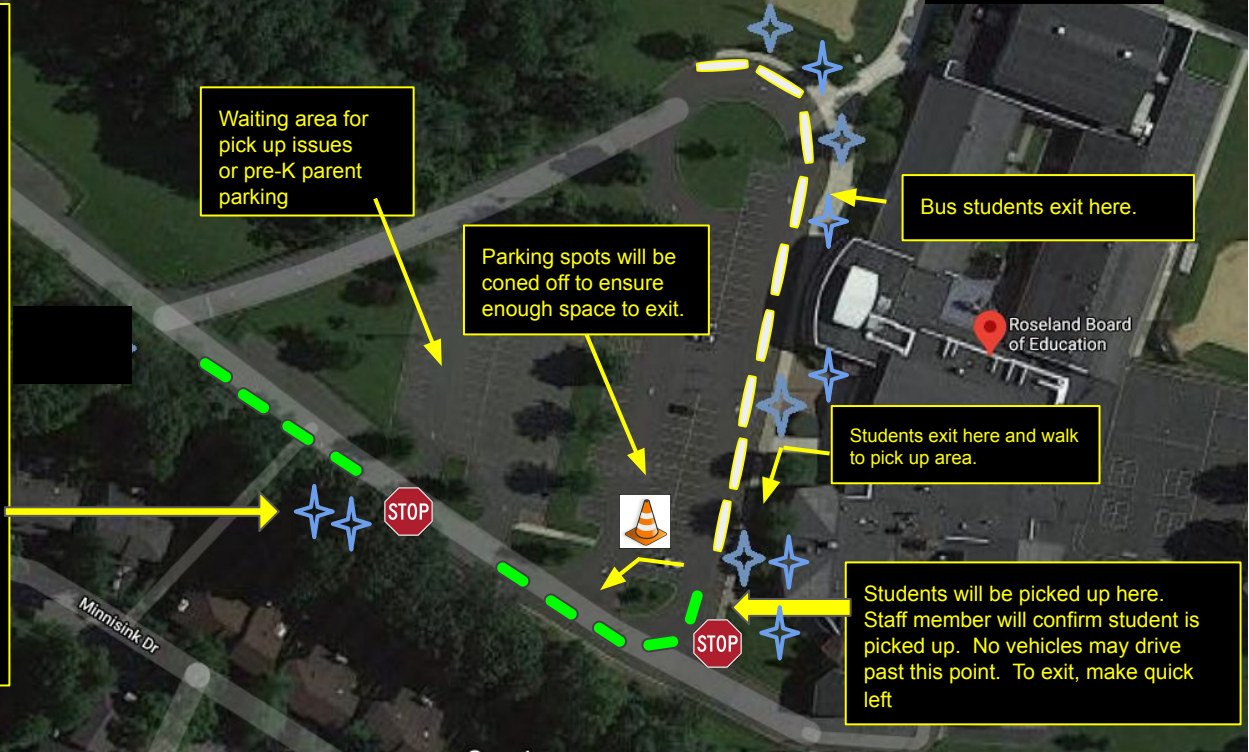 Waiting area for
pick up issues
or pre-K parent
parking
Parking spots will be
coned off to ensure
enough space to exit.
Bus students exit here.
Roseland Board
of Education
Students exit here and walk
to pick up area.
STOP
Minnisink Dr
STOP
Students will be picked up here.
Staff member will confirm student is
picked up. No vehicles may drive
past this point. To exit, make quick
left